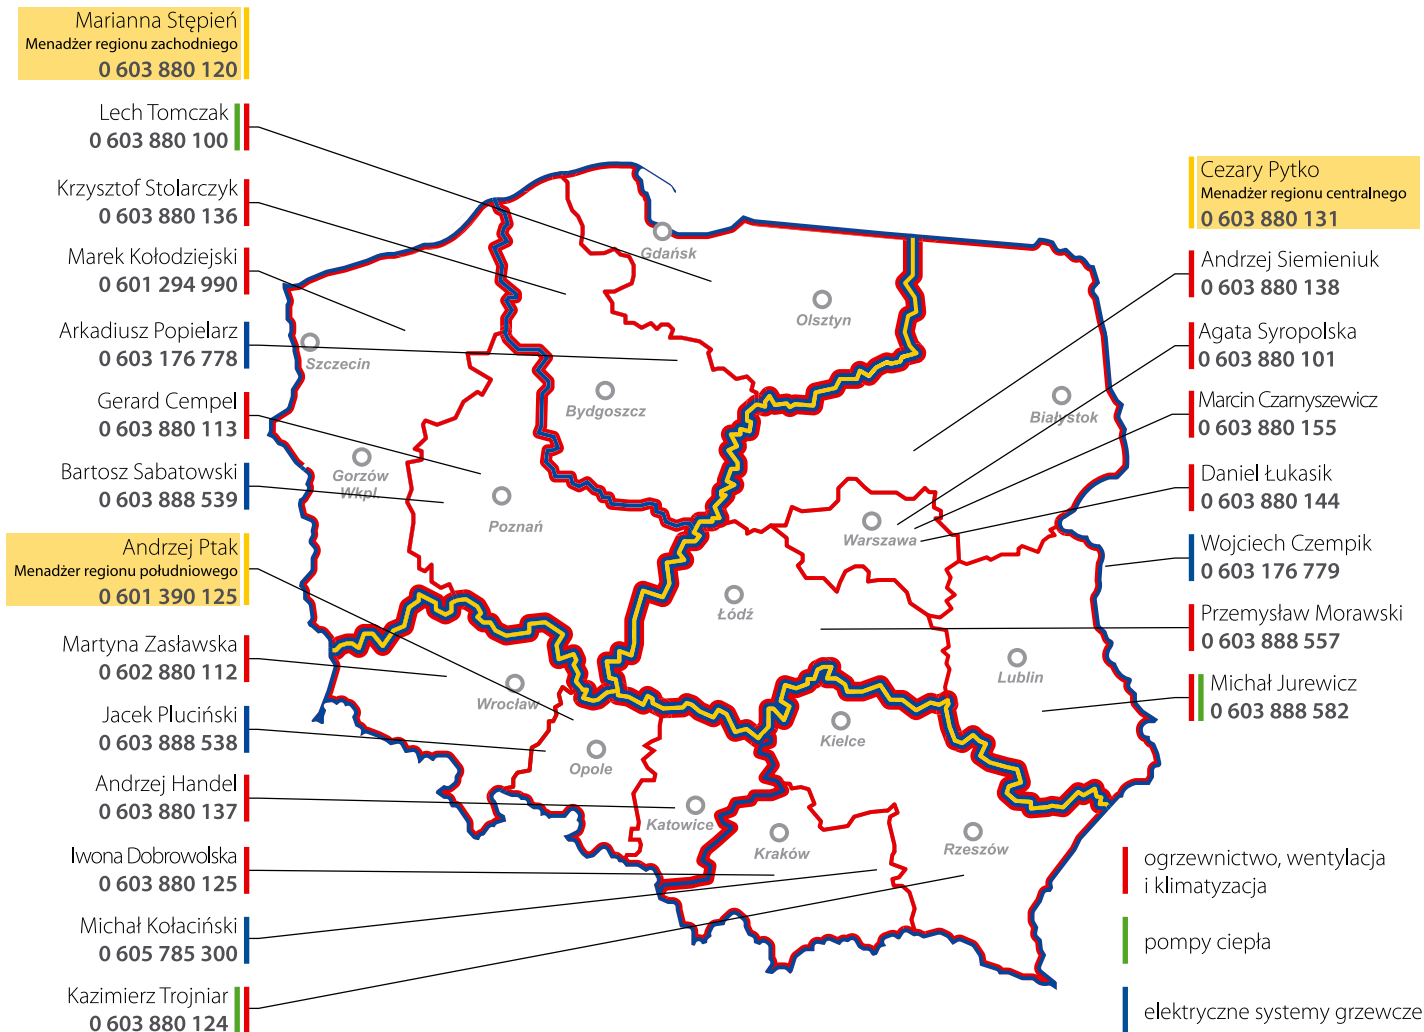 Marianna Stępień
Menadżer regionu zachodniego
0 603 880 120
Lech Tomczak
0 603 880 100
Krzysztof Stolarczyk
0 603 880 136
Marek Kołodziejski
0 601 294 990
Arkadiusz Popielarz
0 603 176 778
Gerard Cempel
0 603 880 113
Bartosz Sabatowski
0 603 888 539
Andrzej Ptak
Menadżer regionu południowego
0 601 390 125
Martyna Zasławska
0 602 880 112
Jacek Pluciński
0 603 888 538
Andrzej Handel
0 603 880 137
Iwona Dobrowolska
0 603 880 125
Michał Kołaciński
0 605 785 300
Kazimierz Trojniar
0 603 880 124
Gdańsk
Olsztyn
Szczecin
Bydgoszcz
Białystok
Gorzów
Wkpl.
Poznań
Warszawa
Łódź
Lublin
Wrocław
Kielce
Opole
Katowice
Kraków
Rzeszów
Cezary Pytko
Menadżer regionu centralnego
0 603 880 131
Andrzej Siemieniuk
0 603 880 138
Agata Syropolska
0 603 880 101
Marcin Czarnyszewicz
0 603 880 155
Daniel Łukasik
0 603 880 144
Wojciech Czempik
0 603 176 779
Przemysław Morawski
0 603 888 557
Michał Jurewicz
0 603 888 582
ogrzewnictwo, wentylacja
i klimatyzacja
pompy ciepła
elektryczne systemy grzewcze